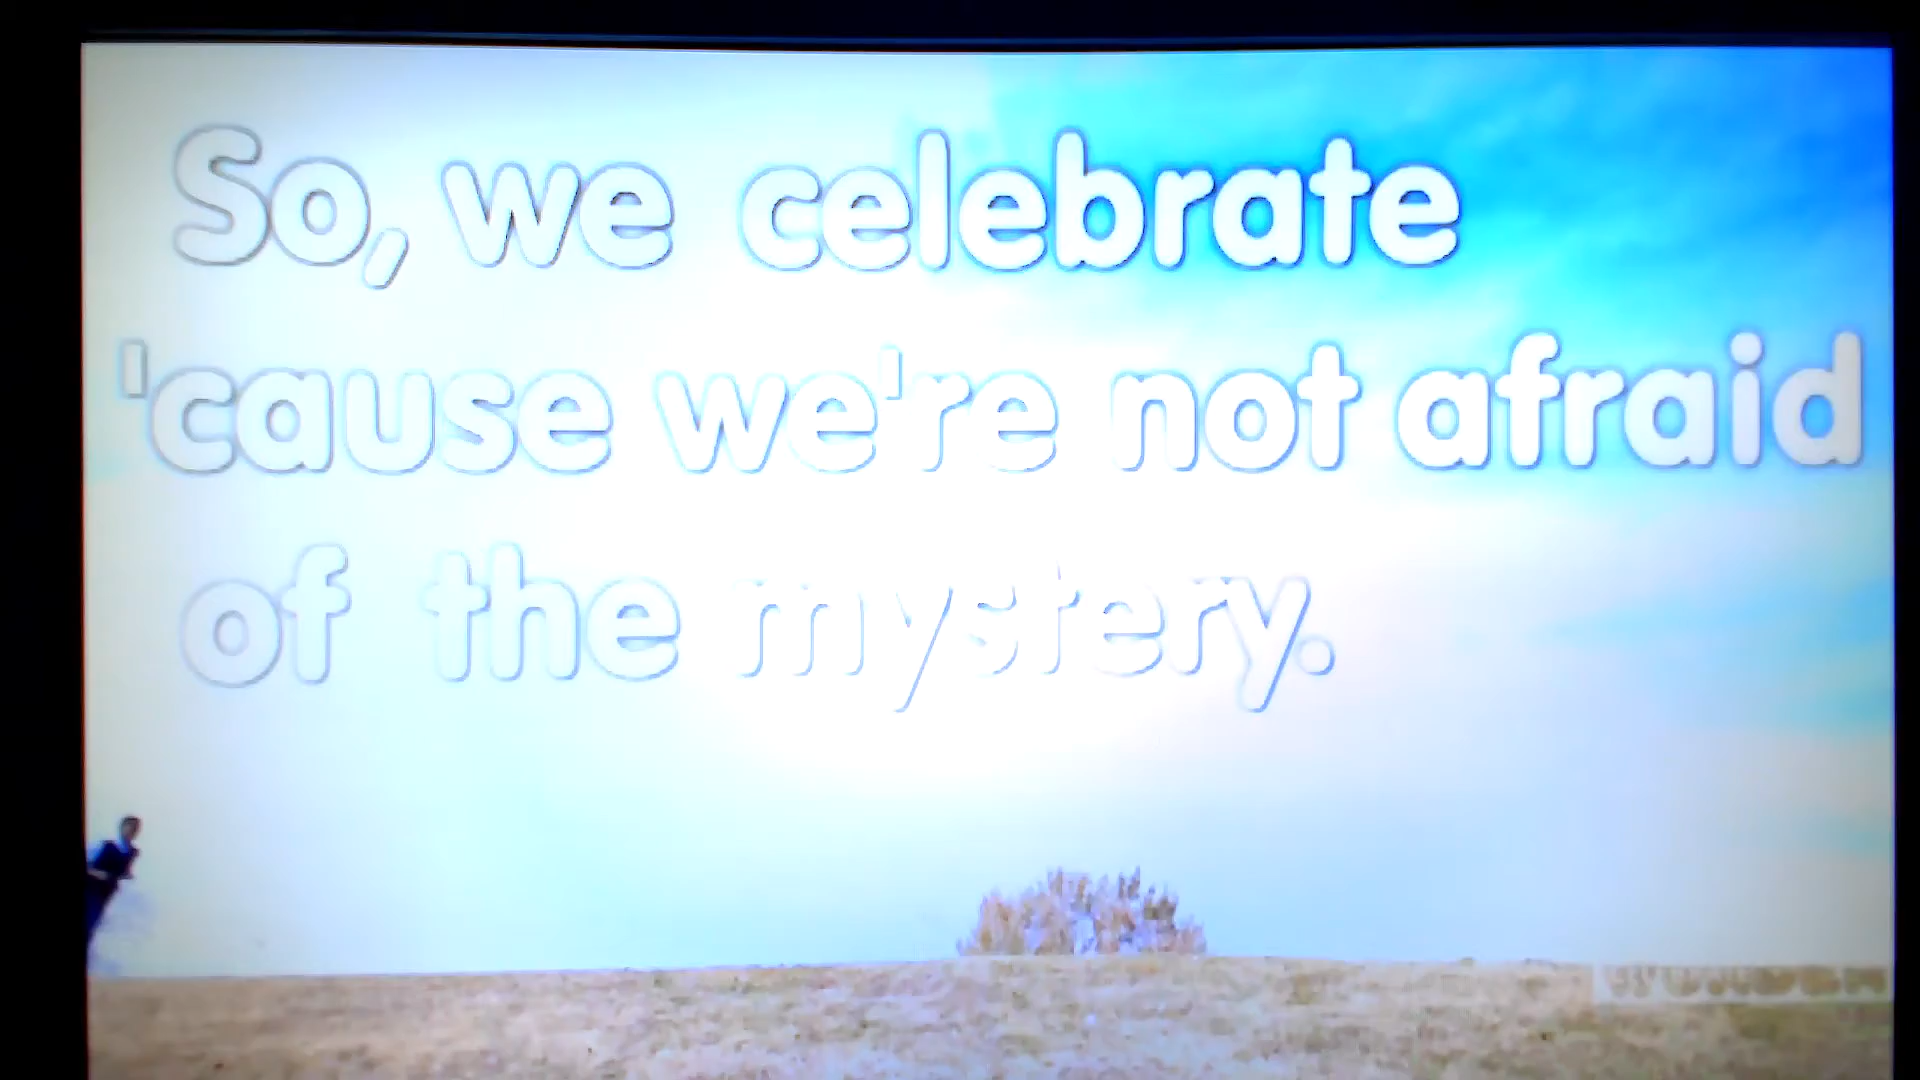 So, we celebrate
'cause we're not afraid
of the mystery.